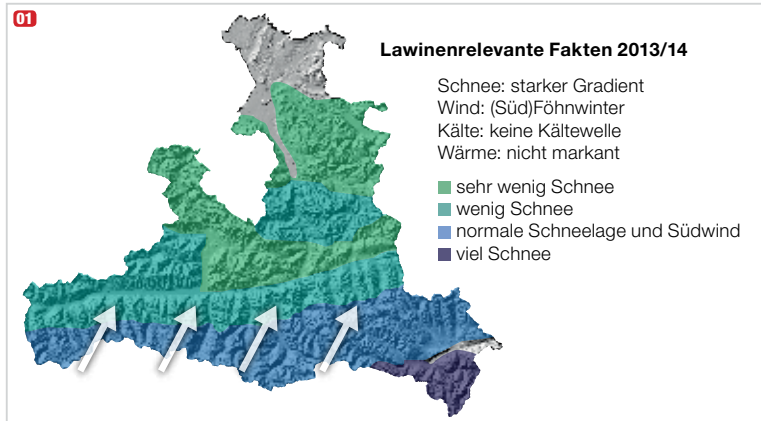 01
Lawinenrelevante Fakten 2013/14
Schnee: starker Gradient
Wind: (Süd)Föhnwinter
Kälte: keine Kältewelle
Wärme: nicht markant
sehr wenig Schnee
wenig Schnee
normale Schneelage und Südwind
viel Schnee